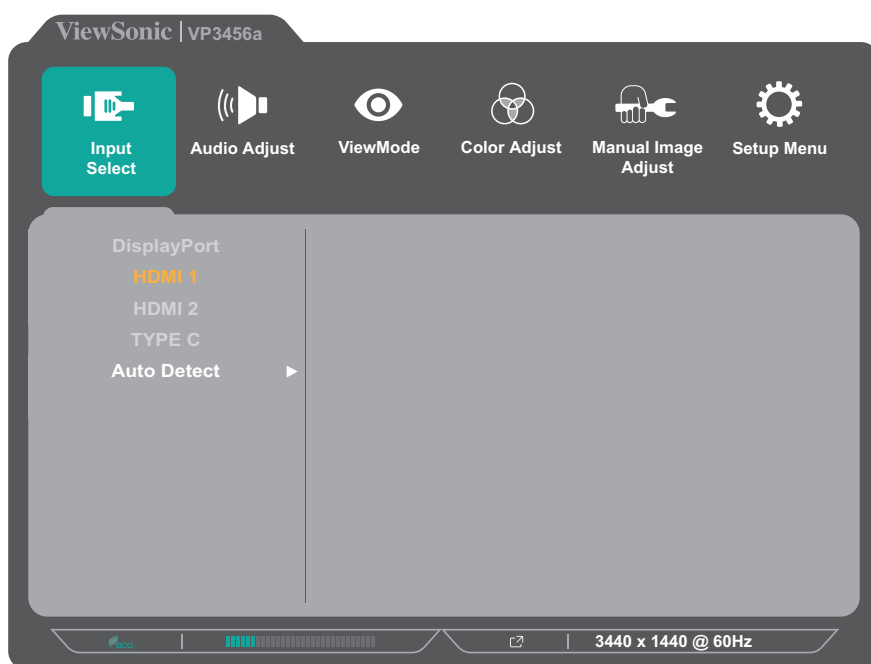 ViewSonic | VP3456a
Input
Select
Audio Adjust
ViewMode
Color Adjust
Manual Image
Adjust
Setup Menu
DisplayPort
HDMI 1
HDMI 2
TYPE C
Auto Detect
eco
3440 x 1440 @ 60Hz